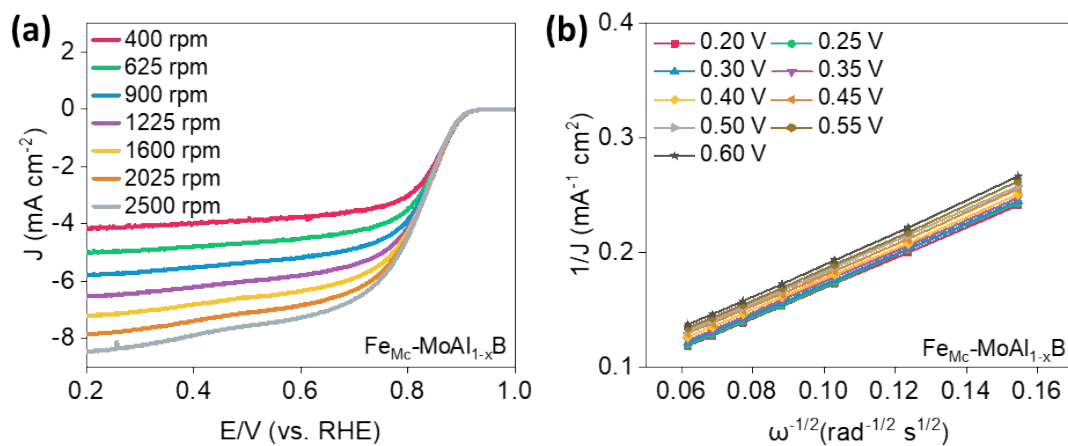 (a)
400 rpm
625 rpm
900 rpm
1225 rpm
1600 rpm
2025 rpm
2500 rpm
J (mA cm-2)
2
0
-2
-4
-6
-8
Fe_Mc-MoAl_1-xB
0.2 0.4 0.6 0.8 1.0
E/V (vs. RHE)
(b)
0.20 V 0.25 V
0.30 V 0.35 V
0.40 V 0.45 V
0.50 V 0.55 V
0.60 V
1/J (mA-1 cm2)
0.4
0.3
0.2
0.1
Fe_Mc-MoAl_1-xB
0.06 0.08 0.10 0.12 0.14 0.16
ω-1/2(rad-1/2 s1/2)